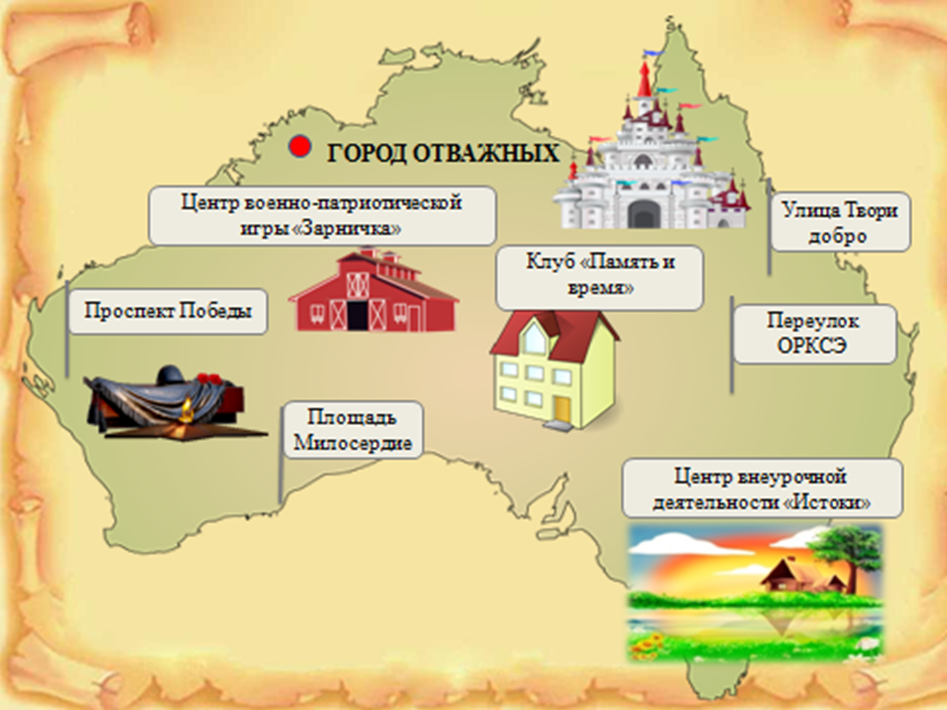 ГОРОД ОТВАЖНЫХ
Центр военно-патриотической
игры «Зарничка»
Улица Твори
добро
Клуб «Память и
время»
Проспект Победы
Переулок
ОРКСЭ
Площадь
Милосердие
Центр внеурочной
деятельности «Истоки»